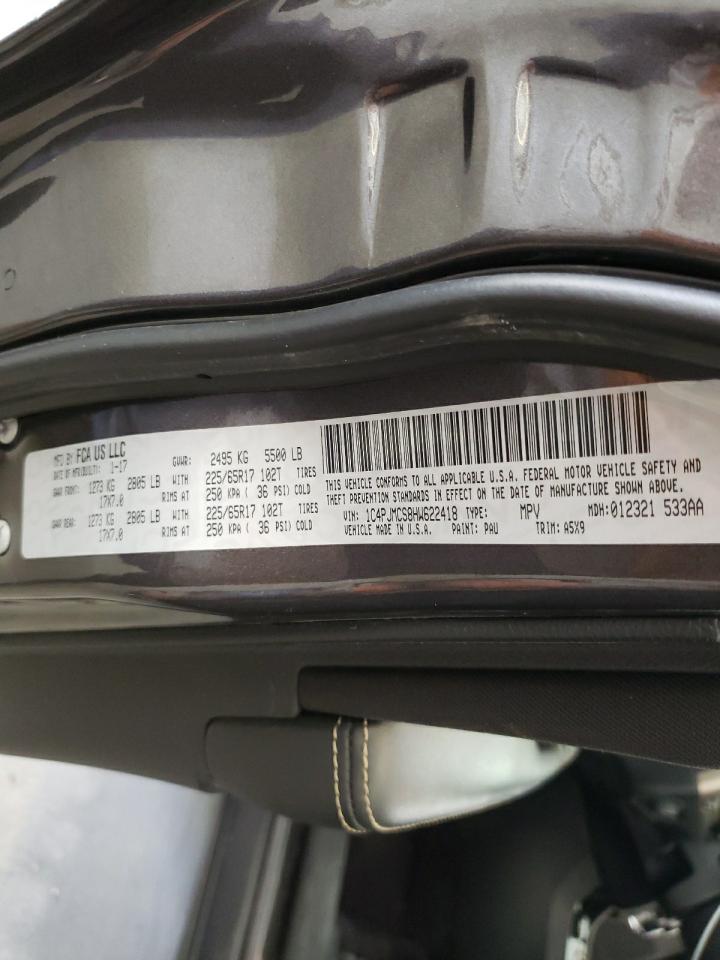 MFD BY FCA US LLC GVWR: 2495 KG 5500 LB
DATE OF MFR(BUILT): 1-17
GAWR FRONT: 1273 KG 2805 LB WITH 225/65R17 102T TIRES
17X7.0 RIMS AT 250 KPA ( 36 PSI) COLD
GAWR REAR: 1273 KG 2805 LB WITH 225/65R17 102T TIRES
17X7.0 RIMS AT 250 KPA ( 36 PSI) COLD
THIS VEHICLE CONFORMS TO ALL APPLICABLE U.S.A. FEDERAL MOTOR VEHICLE SAFETY AND
THEFT PREVENTION STANDARDS IN EFFECT ON THE DATE OF MANUFACTURE SHOWN ABOVE.
VIN: 1C4PJMCS8HW622418 TYPE: MPV MDH:012321 533AA
VEHICLE MADE IN U.S.A. PAINT: PAU TRIM: A5X9